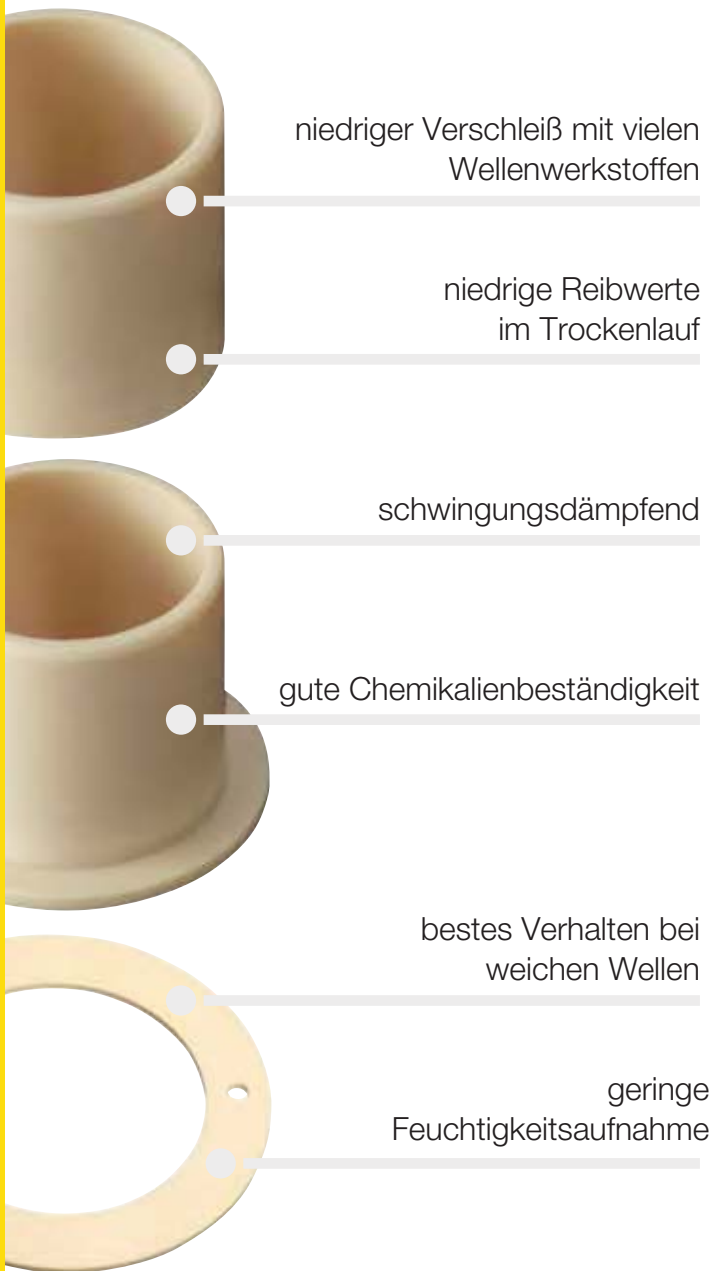 niedriger Verschleiß mit vielen
Wellenwerkstoffen
niedrige Reibwerte
im Trockenlauf
schwingungsdämpfend
gute Chemikalienbeständigkeit
bestes Verhalten bei
weichen Wellen
geringe
Feuchtigkeitsaufnahme